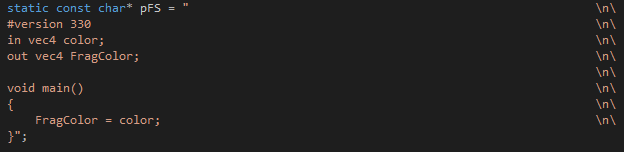 static const char* pFS = " \n\
#version 330 \n\
in vec4 color; \n\
out vec4 FragColor; \n\
\n\
void main() \n\
{ \n\
    FragColor = color; \n\
}";